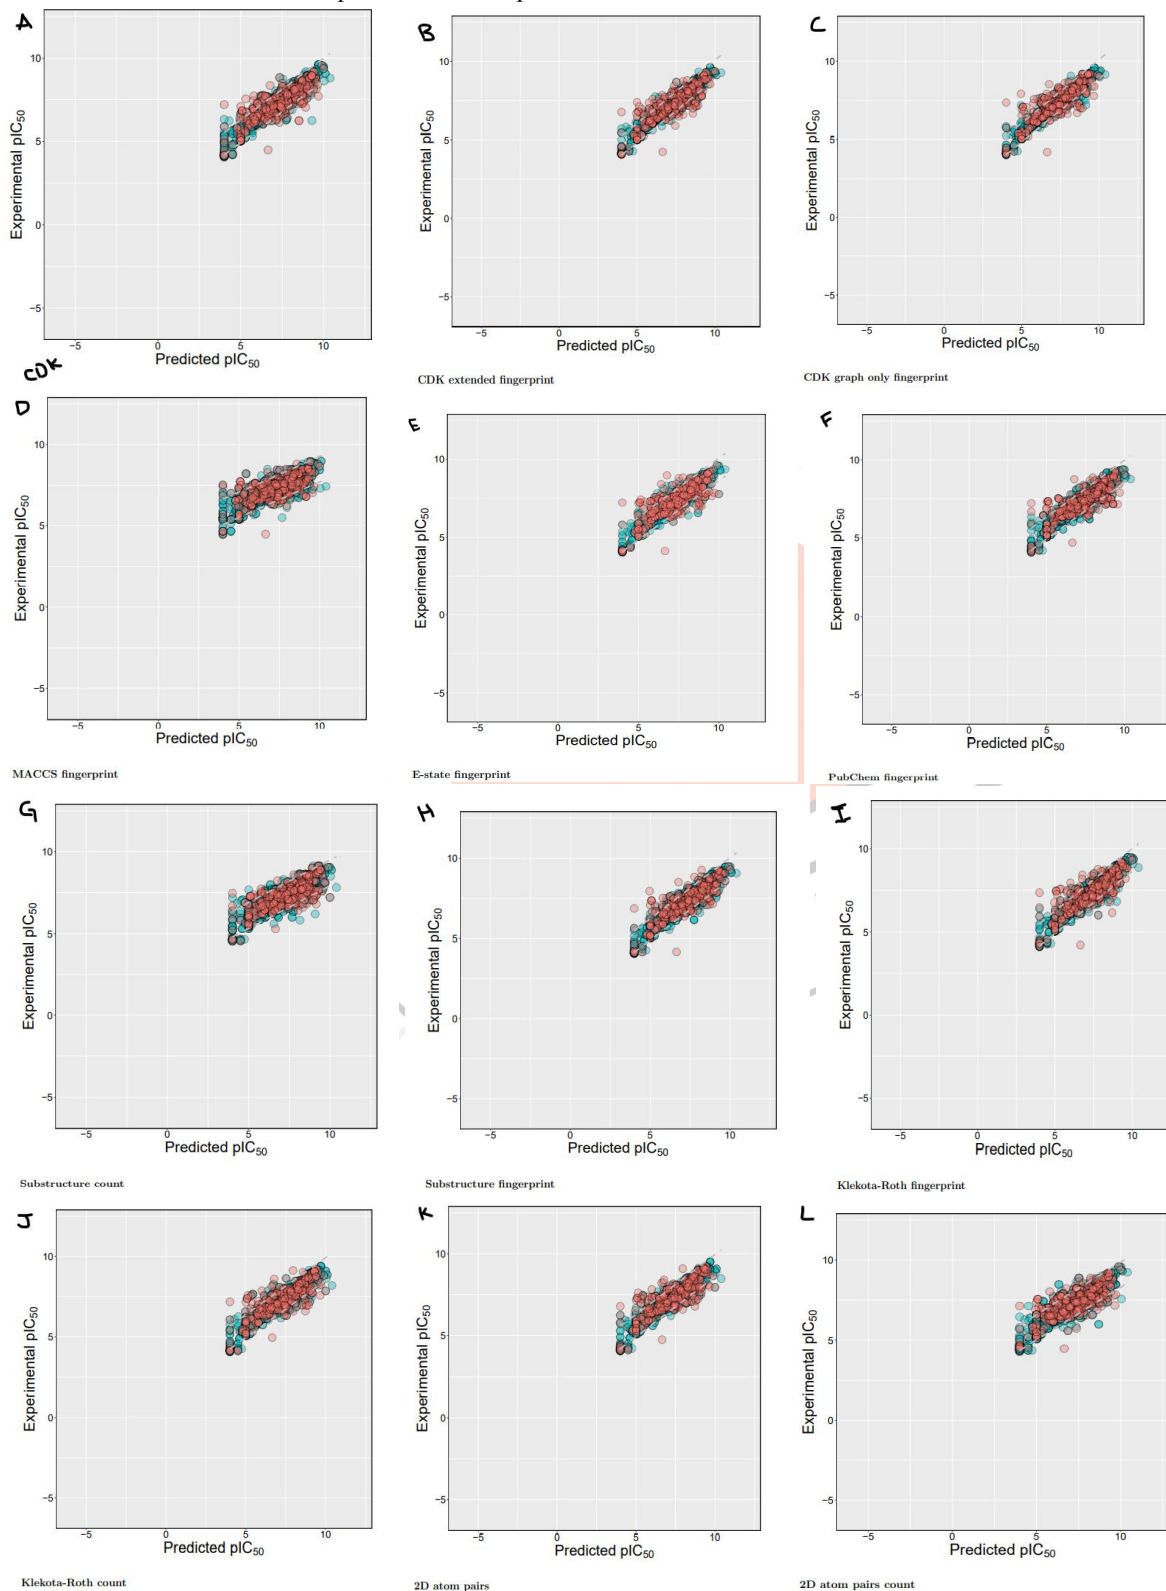 A
10
5
0
−5
Experimental pIC50
−5 0 5 10
Predicted pIC50
CDK
B
10
5
0
−5
Experimental pIC50
−5 0 5 10
Predicted pIC50
CDK extended fingerprint
C
10
5
0
−5
Experimental pIC50
−5 0 5 10
Predicted pIC50
CDK graph only fingerprint
D
10
5
0
−5
Experimental pIC50
−5 0 5 10
Predicted pIC50
MACCS fingerprint
E
10
5
0
−5
Experimental pIC50
−5 0 5 10
Predicted pIC50
E-state fingerprint
F
10
5
0
−5
Experimental pIC50
−5 0 5 10
Predicted pIC50
PubChem fingerprint
G
10
5
0
−5
Experimental pIC50
−5 0 5 10
Predicted pIC50
Substructure count
H
10
5
0
−5
Experimental pIC50
−5 0 5 10
Predicted pIC50
Substructure fingerprint
I
10
5
0
−5
Experimental pIC50
−5 0 5 10
Predicted pIC50
Klekota-Roth fingerprint
J
10
5
0
−5
Experimental pIC50
−5 0 5 10
Predicted pIC50
Klekota-Roth count
K
10
5
0
−5
Experimental pIC50
−5 0 5 10
Predicted pIC50
2D atom pairs
L
10
5
0
−5
Experimental pIC50
−5 0 5 10
Predicted pIC50
2D atom pairs count